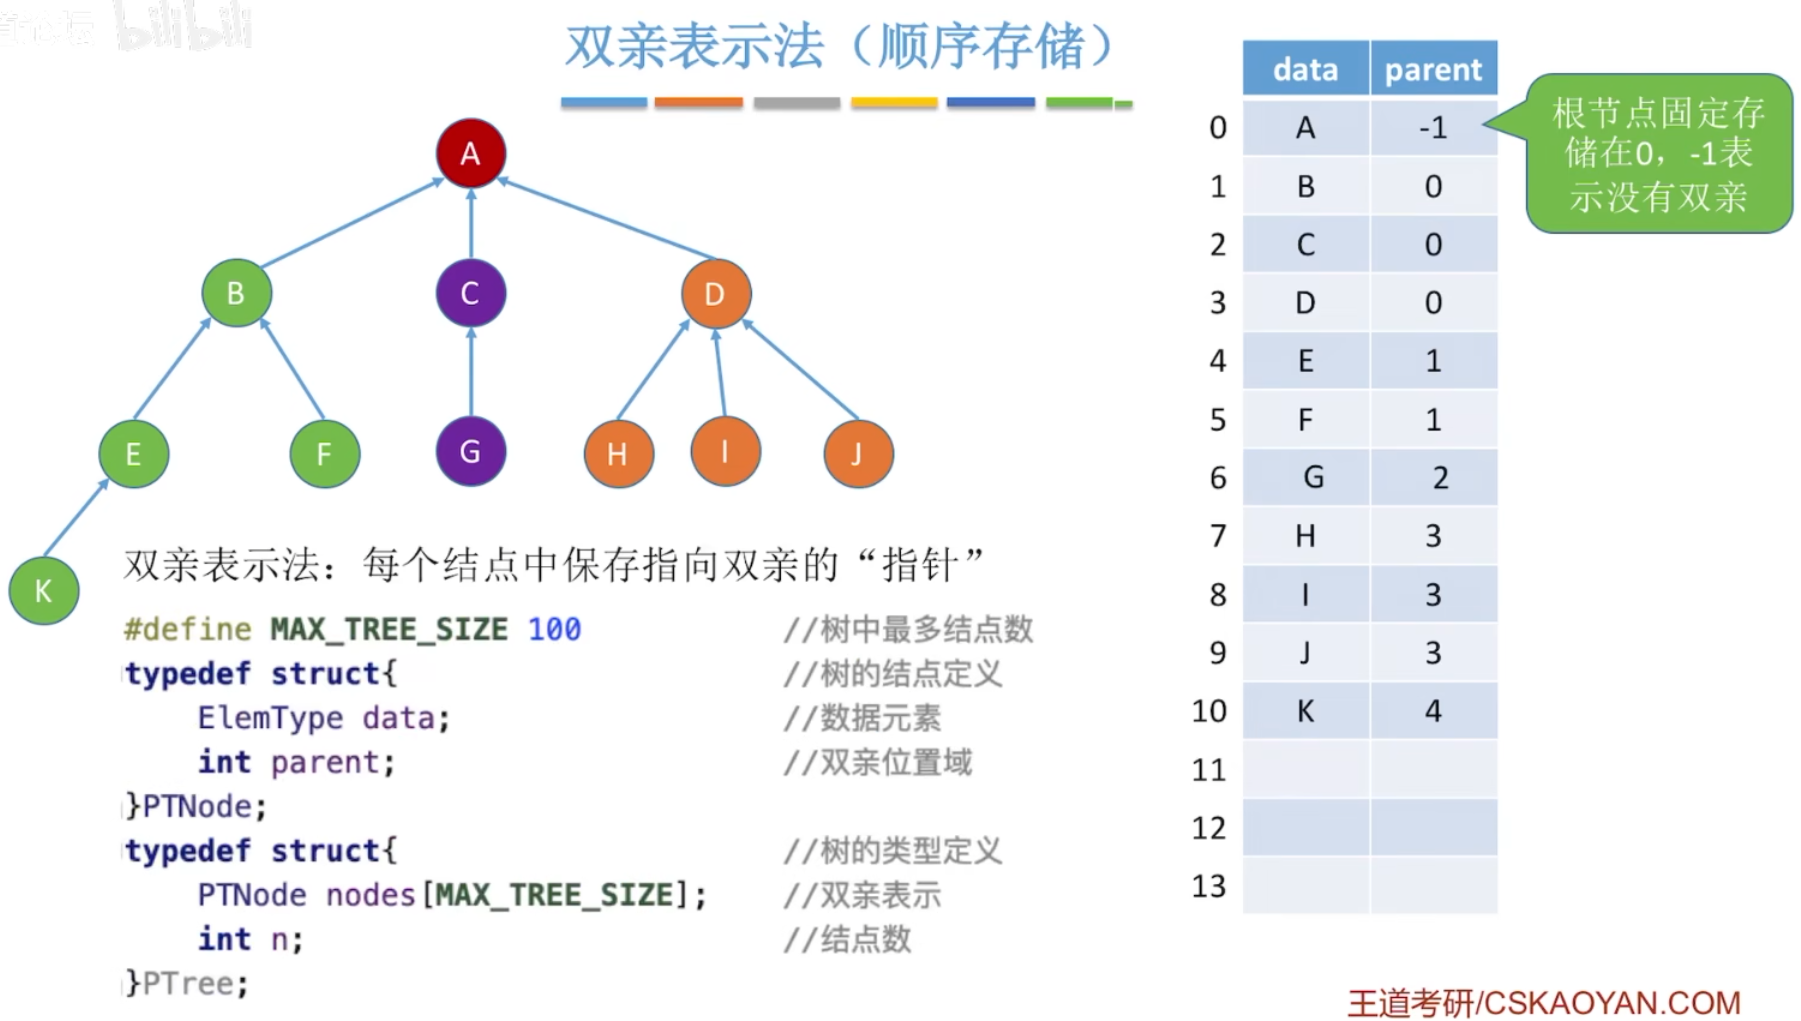 bilibili
双亲表示法（顺序存储）
A
B C D
E F G H I J
K
双亲表示法：每个结点中保存指向双亲的“指针”
#define MAX_TREE_SIZE 100 //树中最多结点数
typedef struct{ //树的结点定义
ElemType data; //数据元素
int parent; //双亲位置域
}PTNode;
typedef struct{ //树的类型定义
PTNode nodes[MAX_TREE_SIZE]; //双亲表示
int n; //结点数
}PTree;
data parent
0 A -1
1 B 0
2 C 0
3 D 0
4 E 1
5 F 1
6 G 2
7 H 3
8 I 3
9 J 3
10 K 4
11
12
13
根节点固定存
储在0，-1表
示没有双亲
王道考研/CSKAOYAN.COM